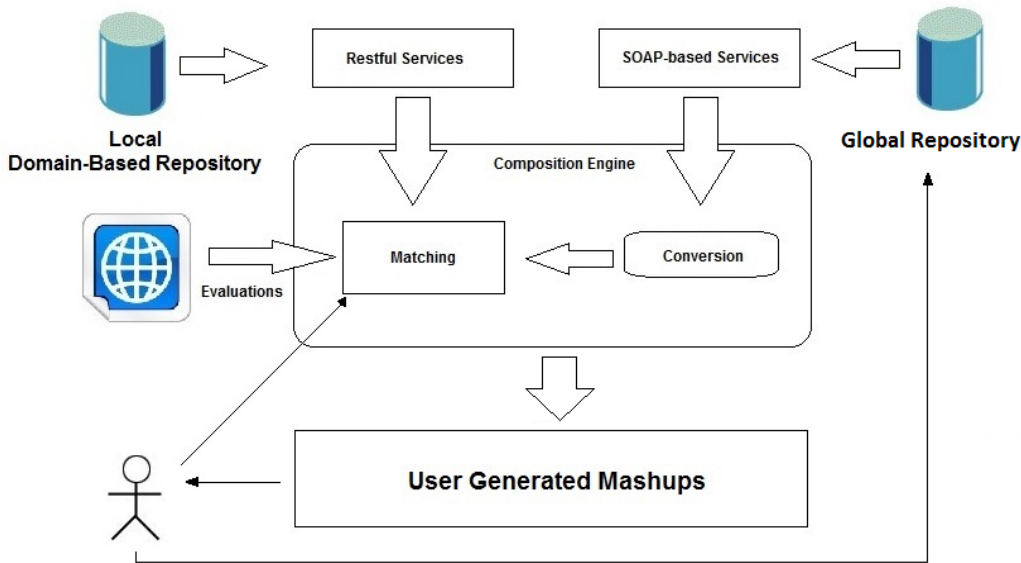 Restful Services
SOAP-based Services
Local
Domain-Based Repository
Global Repository
Composition Engine
Matching
Conversion
Evaluations
User Generated Mashups